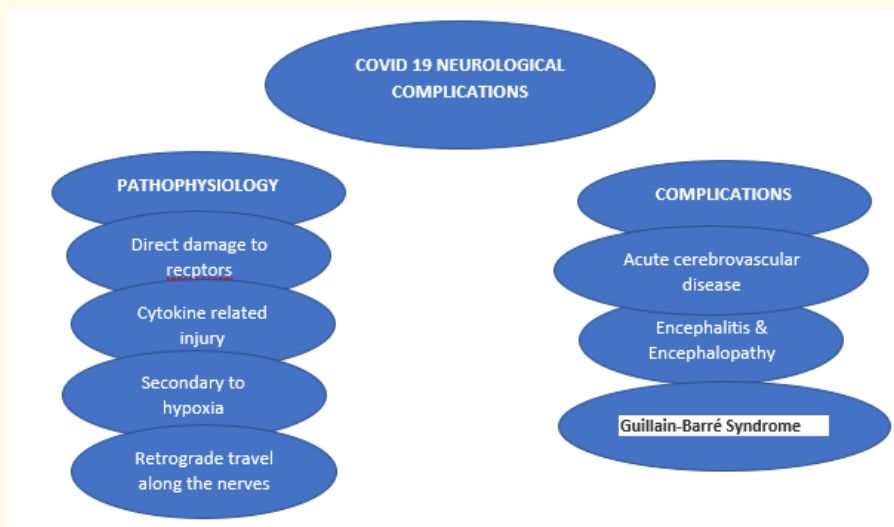 COVID 19 NEUROLOGICAL
COMPLICATIONS
PATHOPHYSIOLOGY
Direct damage to
recptors
Cytokine related
injury
Secondary to
hypoxia
Retrograde travel
along the nerves
COMPLICATIONS
Acute cerebrovascular
disease
Encephalitis &
Encephalopathy
Guillain-Barré Syndrome